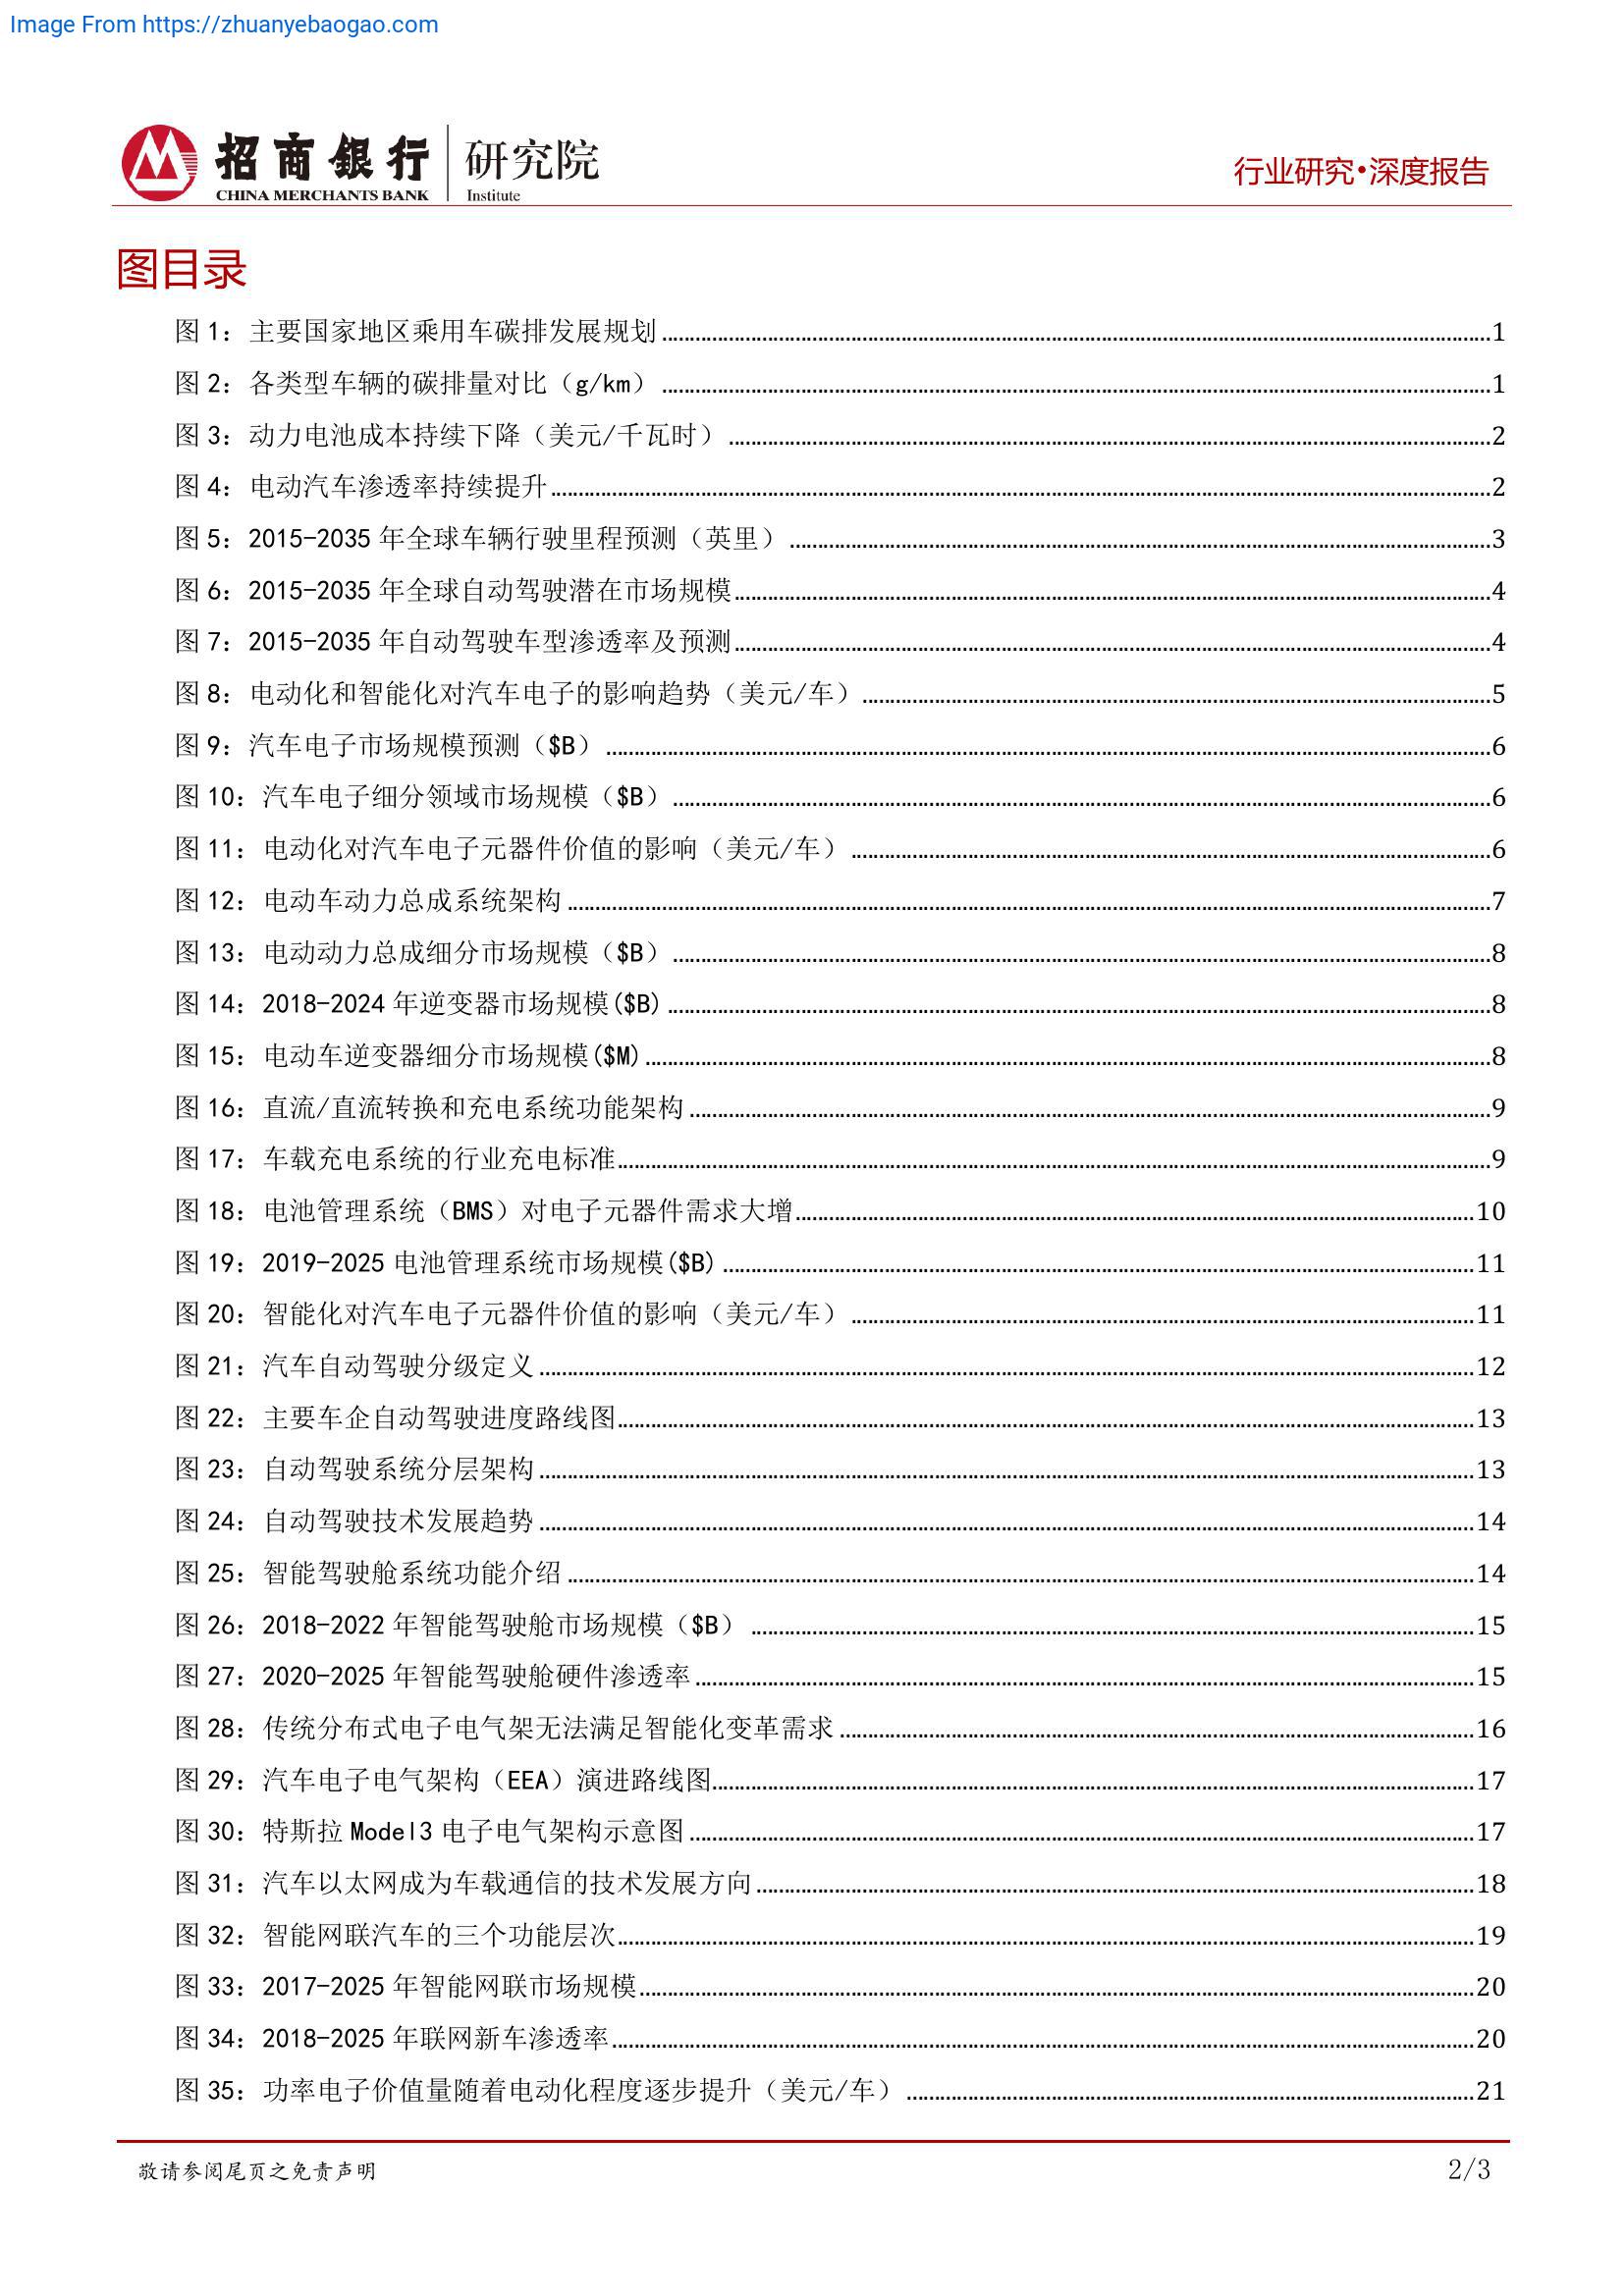 Image From https://zhuanyebaogao.com
招商银行 研究院
CHINA MERCHANTS BANK Institute
行业研究•深度报告
图目录
图 1：主要国家地区乘用车碳排发展规划 1
图 2：各类型车辆的碳排量对比（g/km） 1
图 3：动力电池成本持续下降（美元/千瓦时） 2
图 4：电动汽车渗透率持续提升 2
图 5：2015-2035 年全球车辆行驶里程预测（英里） 3
图 6：2015-2035 年全球自动驾驶潜在市场规模 4
图 7：2015-2035 年自动驾驶车型渗透率及预测 4
图 8：电动化和智能化对汽车电子的影响趋势（美元/车） 5
图 9：汽车电子市场规模预测（$B） 6
图 10：汽车电子细分领域市场规模（$B） 6
图 11：电动化对汽车电子元器件价值的影响（美元/车） 6
图 12：电动车动力总成系统架构 7
图 13：电动动力总成细分市场规模（$B） 8
图 14：2018-2024 年逆变器市场规模($B) 8
图 15：电动车逆变器细分市场规模($M) 8
图 16：直流/直流转换和充电系统功能架构 9
图 17：车载充电系统的行业充电标准 9
图 18：电池管理系统（BMS）对电子元器件需求大增 10
图 19：2019-2025 电池管理系统市场规模($B) 11
图 20：智能化对汽车电子元器件价值的影响（美元/车） 11
图 21：汽车自动驾驶分级定义 12
图 22：主要车企自动驾驶进度路线图 13
图 23：自动驾驶系统分层架构 13
图 24：自动驾驶技术发展趋势 14
图 25：智能驾驶舱系统功能介绍 14
图 26：2018-2022 年智能驾驶舱市场规模（$B） 15
图 27：2020-2025 年智能驾驶舱硬件渗透率 15
图 28：传统分布式电子电气架无法满足智能化变革需求 16
图 29：汽车电子电气架构（EEA）演进路线图 17
图 30：特斯拉 Model3 电子电气架构示意图 17
图 31：汽车以太网成为车载通信的技术发展方向 18
图 32：智能网联汽车的三个功能层次 19
图 33：2017-2025 年智能网联市场规模 20
图 34：2018-2025 年联网新车渗透率 20
图 35：功率电子价值量随着电动化程度逐步提升（美元/车） 21
敬请参阅尾页之免责声明
2/3